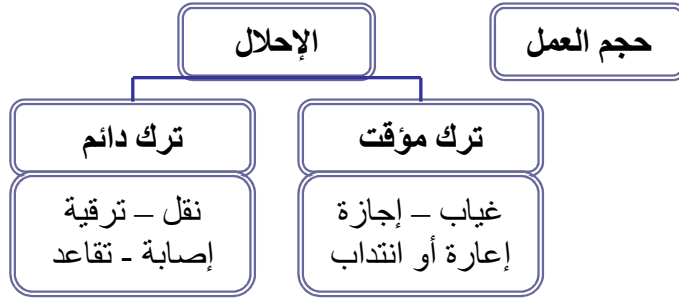 حجم العمل
الإحلال
ترك مؤقت
ترك دائم
غياب – إجازة
إعارة أو انتداب
نقل – ترقية
إصابة - تقاعد